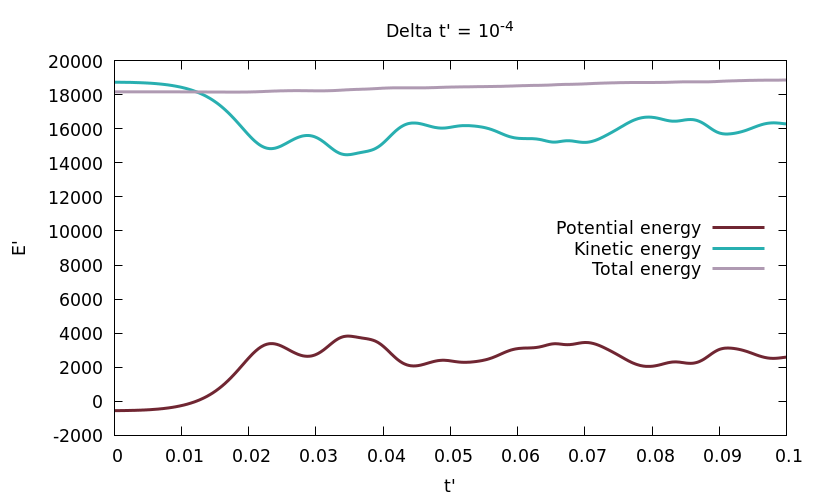 Delta t' = 10-4
20000
18000
16000
14000
12000
10000
8000
6000
4000
2000
0
-2000
E'
Potential energy
Kinetic energy
Total energy
0 0.01 0.02 0.03 0.04 0.05 0.06 0.07 0.08 0.09 0.1
t'